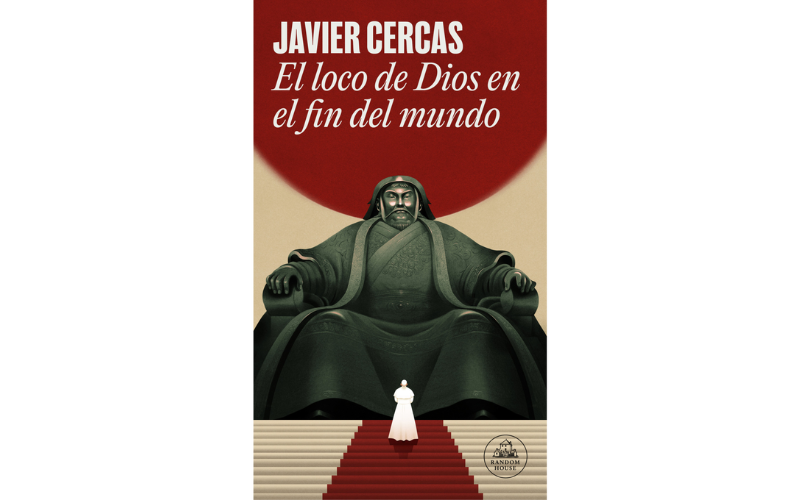 JAVIER CERCAS
El loco de Dios en
el fin del mundo
RANDOM
HOUSE